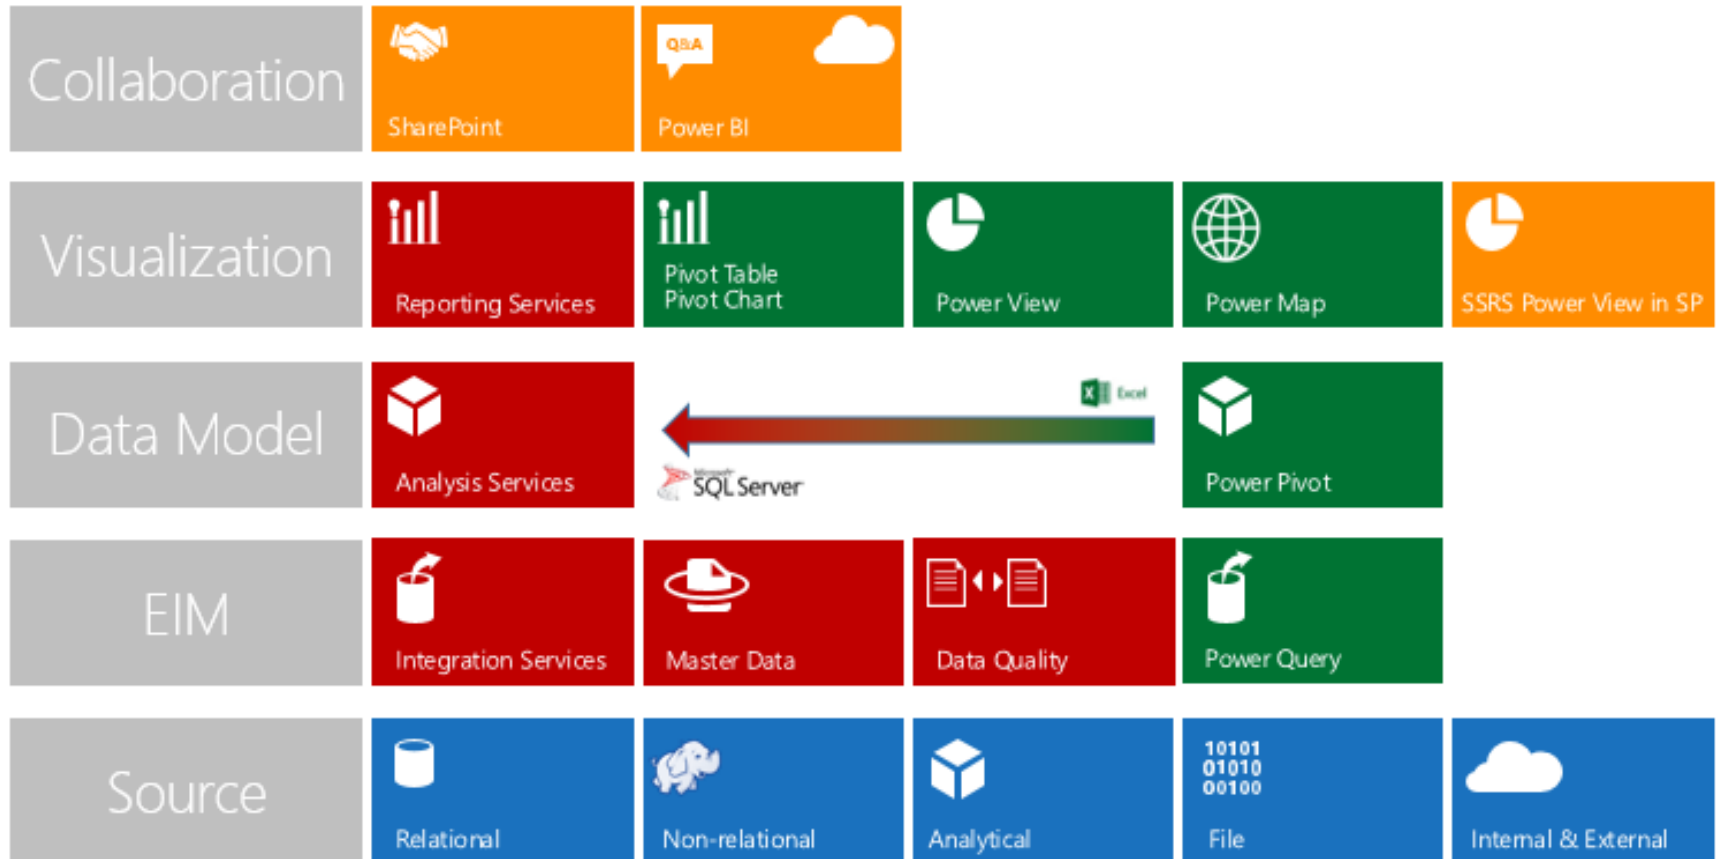 Collaboration
SharePoint
Q&A
Power BI
Visualization
Reporting Services
Pivot Table
Pivot Chart
Power View
Power Map
SSRS Power View in SP
Data Model
Analysis Services
Excel
Microsoft
SQL Server
Power Pivot
EIM
Integration Services
Master Data
Data Quality
Power Query
Source
Relational
Non-relational
Analytical
10101
01010
00100
File
Internal & External